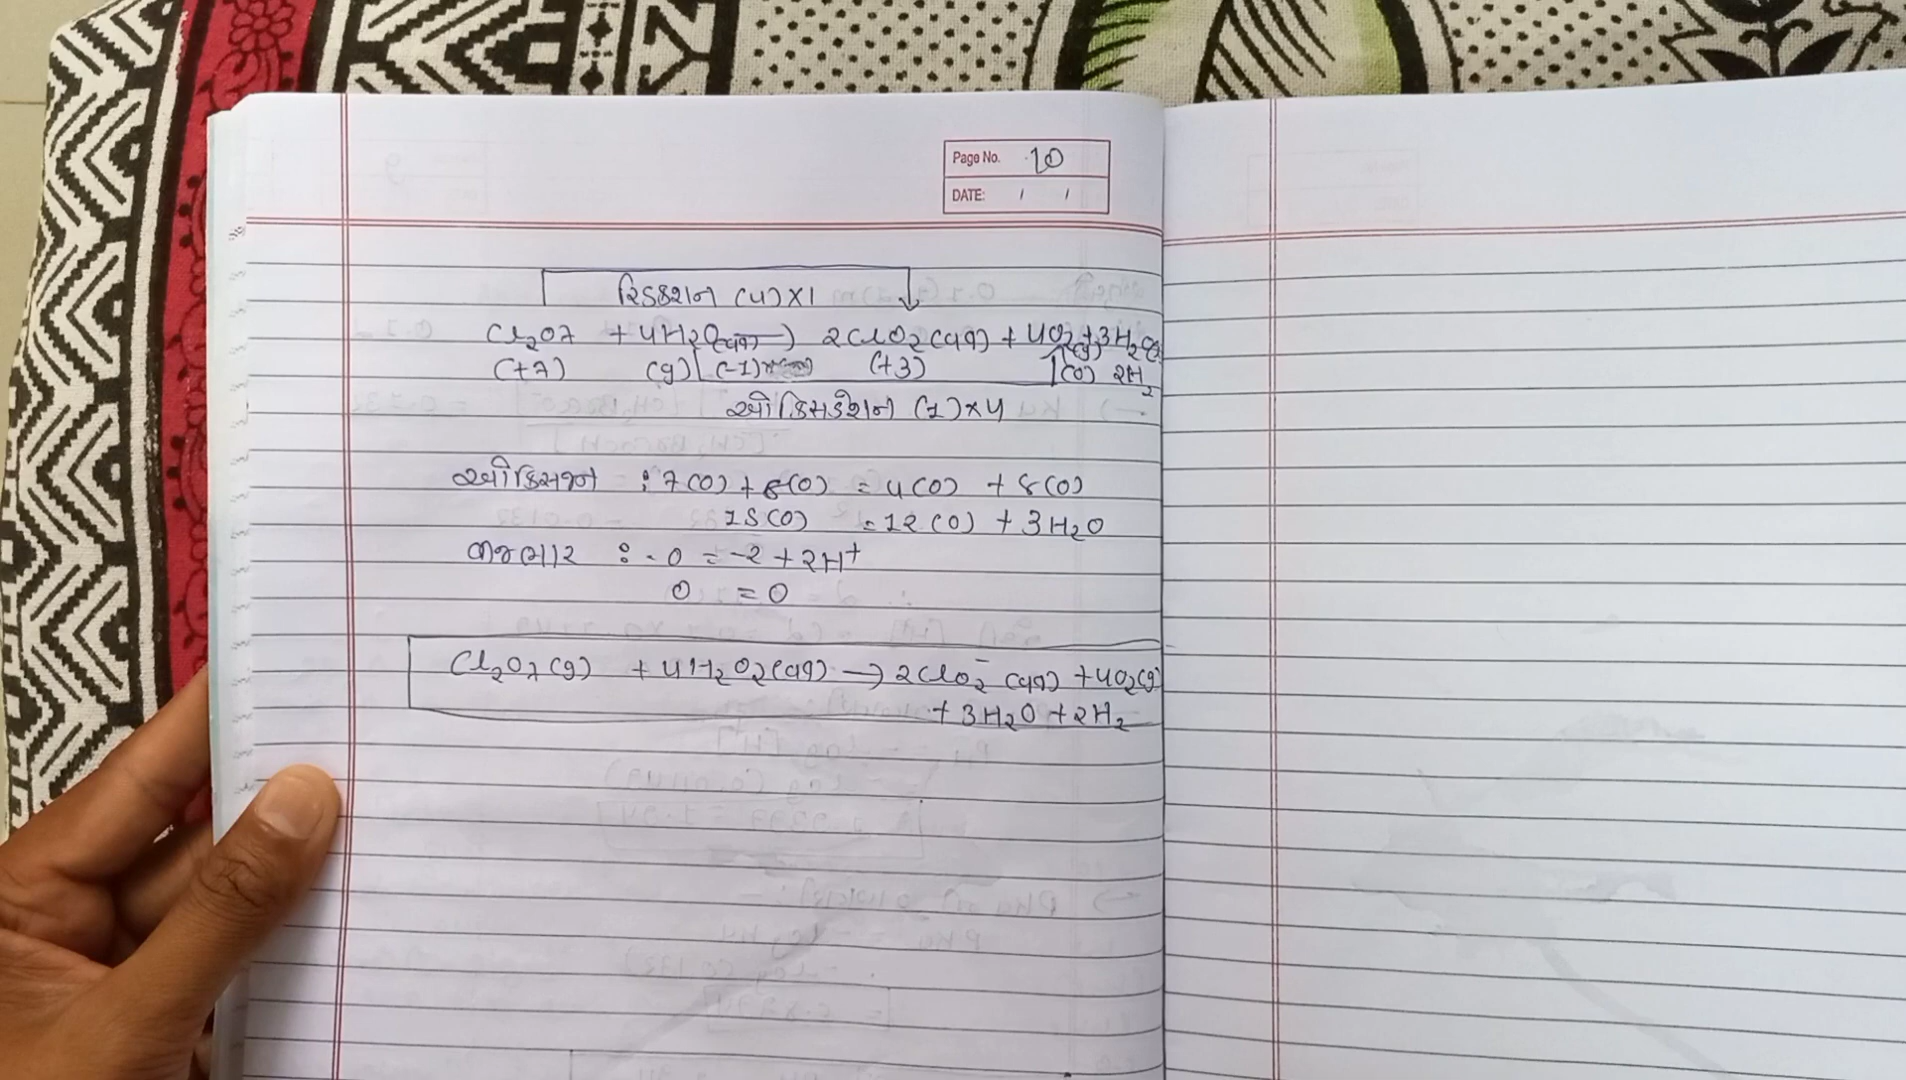 Page No. 10
DATE: / /
રિડક્શન (4)×1
Cl2O7 + 4H2O2(aq) → 2ClO2(aq) + 4O2(g) + 3H2O
(+7) (g) (-1) (+3) (0) 2H2
ઓક્સિડેશન (1)×4
ઓક્સિજન : 7(O) + 8(O) = 4(O) + 8(O)
15(O) = 12(O) + 3H2O
વીજભાર : - 0 = -2 + 2H+
0 = 0
Cl2O7(g) + 4H2O2(aq) → 2ClO2-(aq) + 4O2(g)
+ 3H2O + 2H2